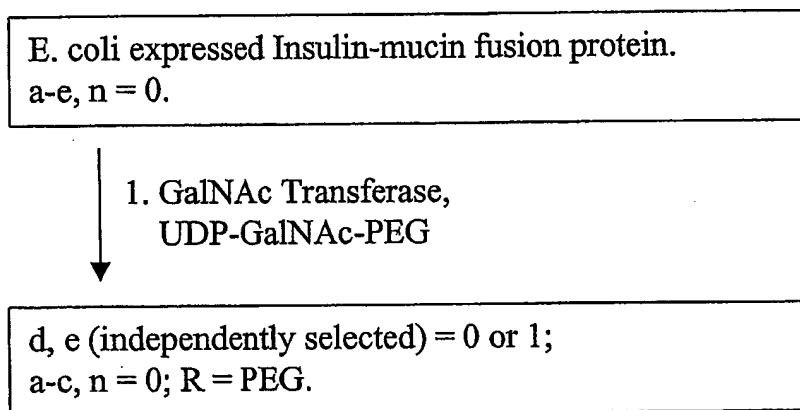 E. coli expressed Insulin-mucin fusion protein.
a-e, n = 0.
1. GalNAc Transferase,
UDP-GalNAc-PEG
d, e (independently selected) = 0 or 1;
a-c, n = 0; R = PEG.